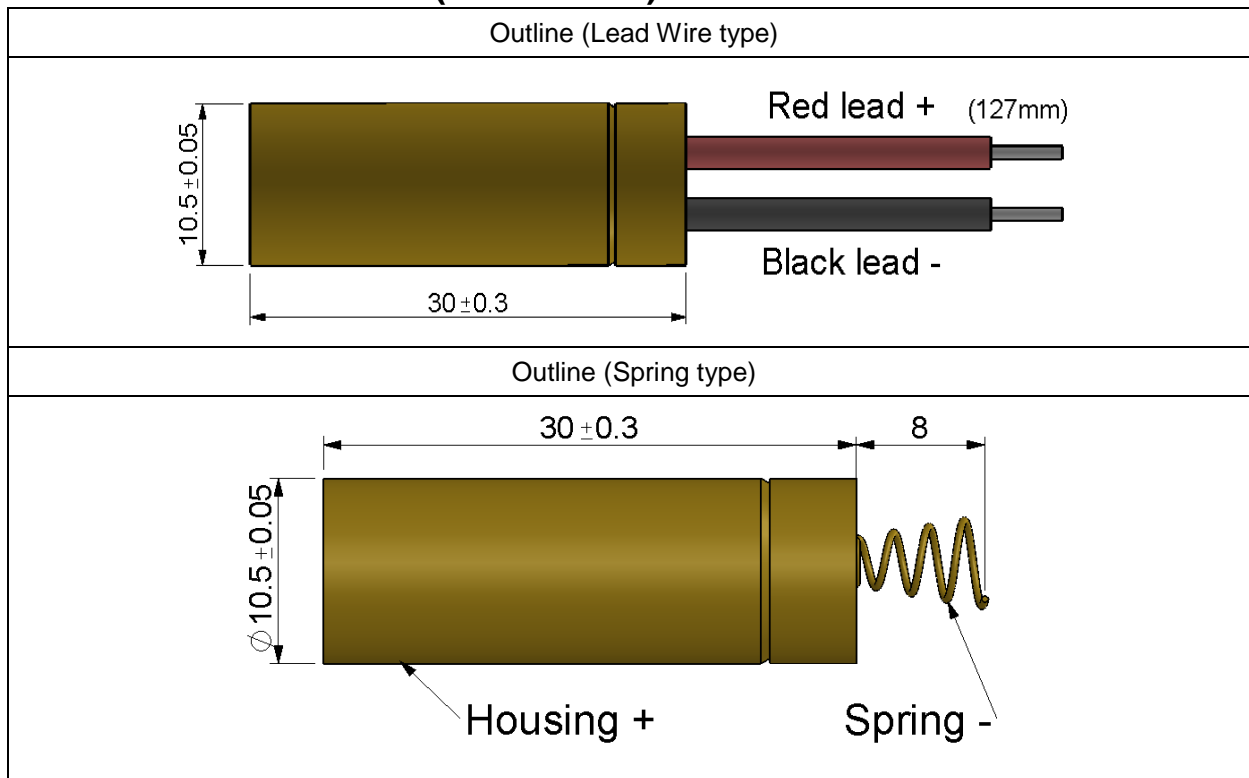 Outline (Lead Wire type)
Red lead + (127mm)
10.5±0.05
Black lead -
30±0.3
Outline (Spring type)
30±0.3 8
∅10.5±0.05
Housing + Spring -